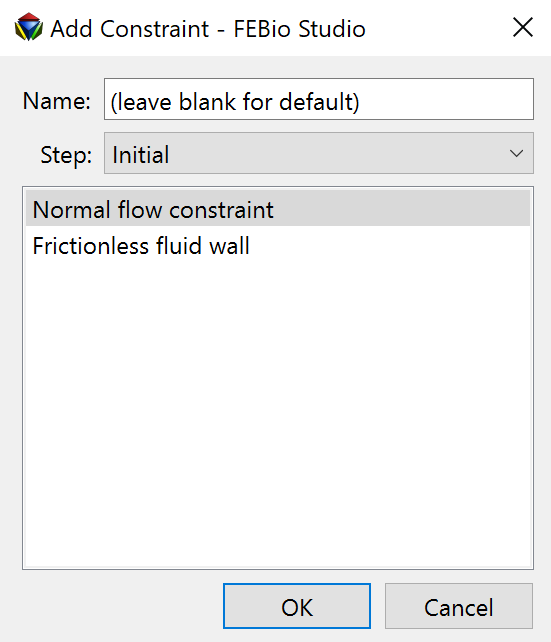 Add Constraint - FEBio Studio
Name: (leave blank for default)
Step: Initial
Normal flow constraint
Frictionless fluid wall
OK Cancel